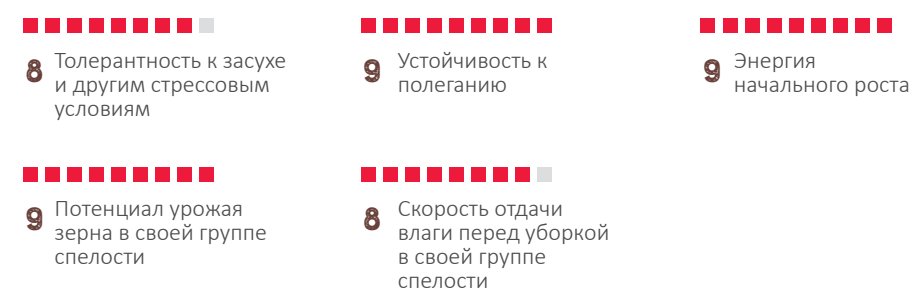 8 Толерантность к засухе
и другим стрессовым
условиям
9 Устойчивость к
полеганию
9 Энергия
начального роста
9 Потенциал урожая
зерна в своей группе
спелости
8 Скорость отдачи
влаги перед уборкой
в своей группе
спелости